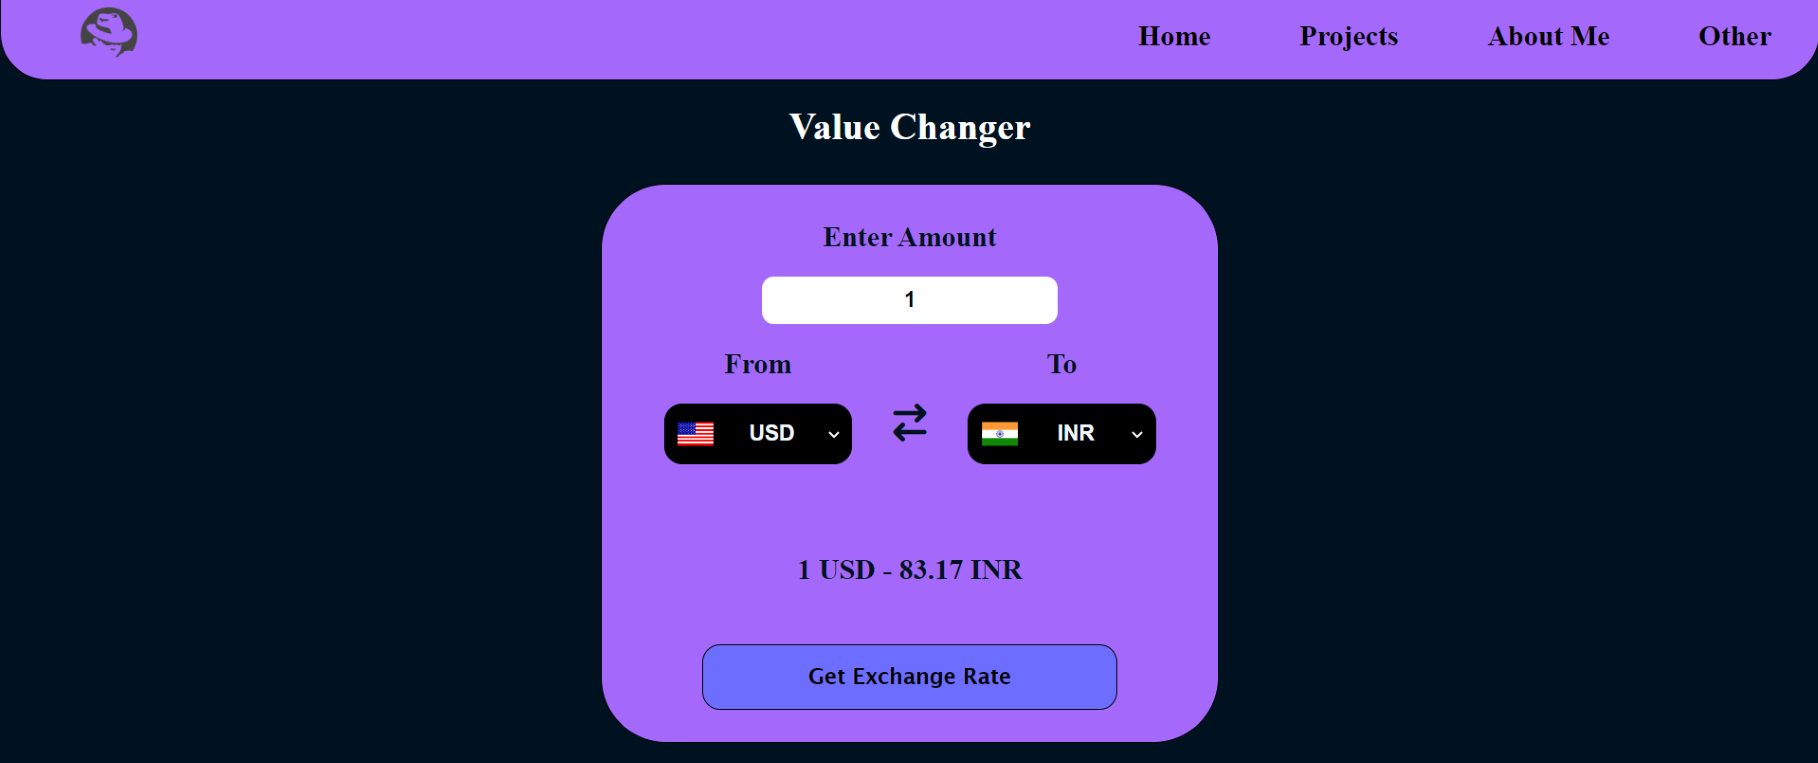 Home Projects About Me Other
Value Changer
Enter Amount
1
From To
USD INR
1 USD - 83.17 INR
Get Exchange Rate